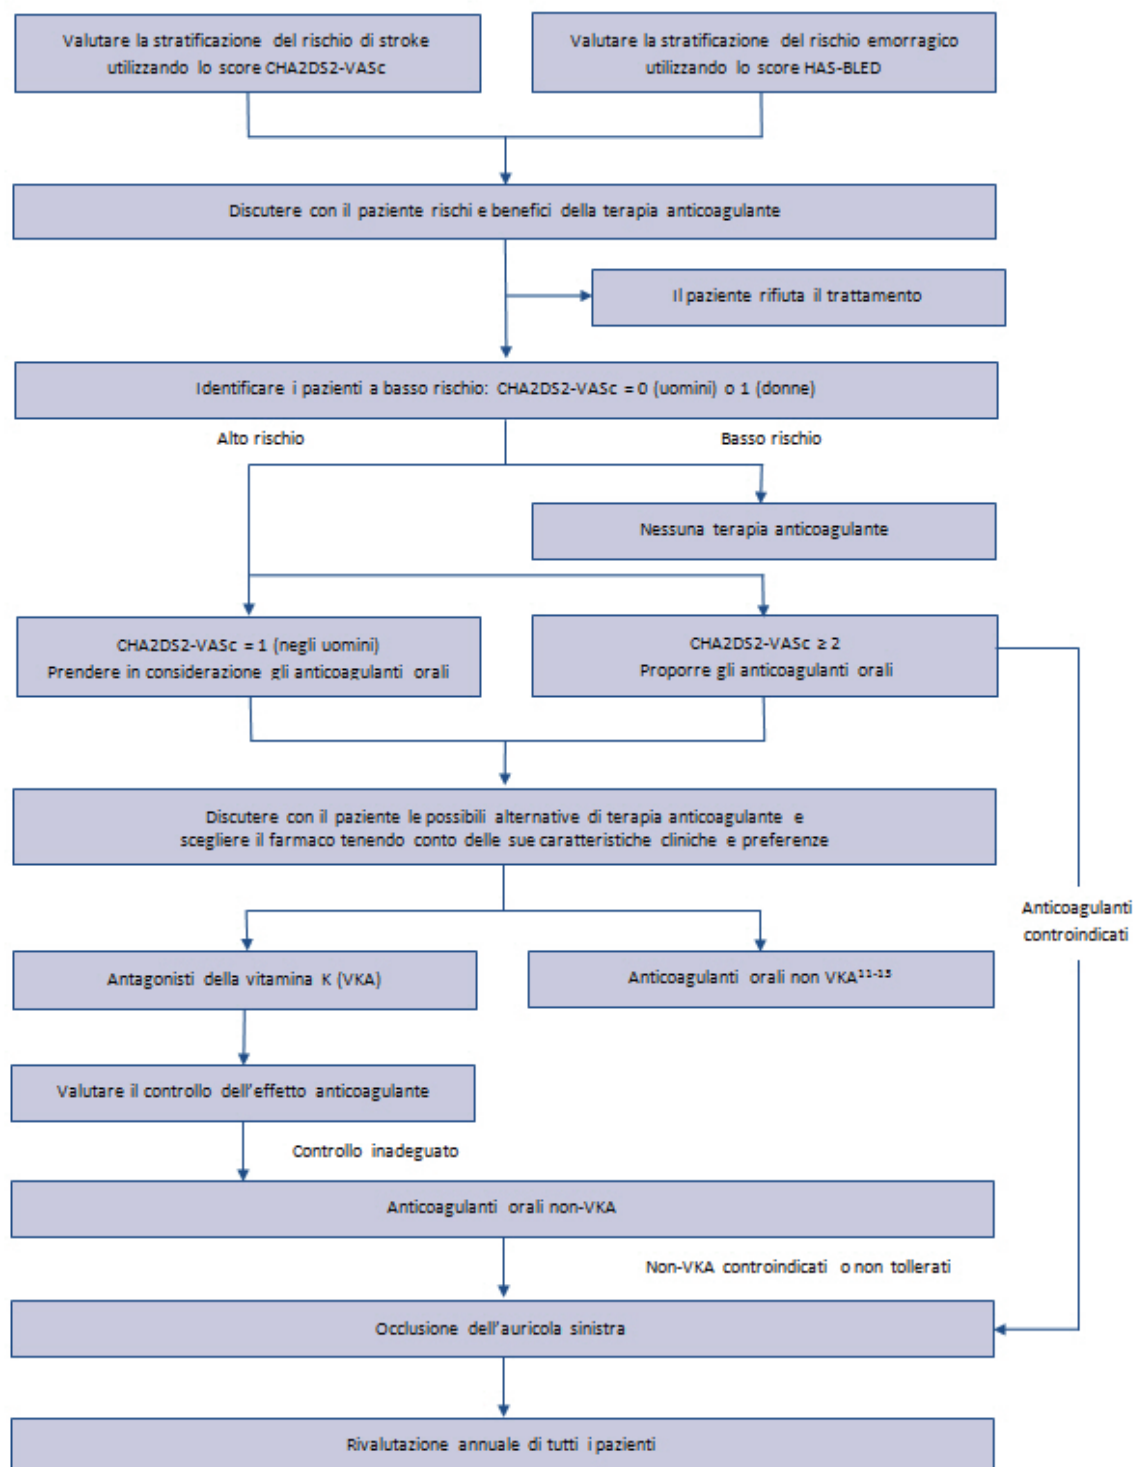 Valutare la stratificazione del rischio di stroke
utilizzando lo score CHA2DS2-VASc
Valutare la stratificazione del rischio emorragico
utilizzando lo score HAS-BLED
Discutere con il paziente rischi e benefici della terapia anticoagulante
Il paziente rifiuta il trattamento
Identificare i pazienti a basso rischio: CHA2DS2-VASc = 0 (uomini) o 1 (donne)
Alto rischio
Basso rischio
Nessuna terapia anticoagulante
CHA2DS2-VASc = 1 (negli uomini)
Prendere in considerazione gli anticoagulanti orali
CHA2DS2-VASc ≥ 2
Proporre gli anticoagulanti orali
Discutere con il paziente le possibili alternative di terapia anticoagulante e
scegliere il farmaco tenendo conto delle sue caratteristiche cliniche e preferenze
Anticoagulanti
controindicati
Antagonisti della vitamina K (VKA)
Anticoagulanti orali non VKA¹¹⁻¹³
Valutare il controllo dell'effetto anticoagulante
Controllo inadeguato
Anticoagulanti orali non-VKA
Non-VKA controindicati o non tollerati
Occlusione dell'auricola sinistra
Rivalutazione annuale di tutti i pazienti